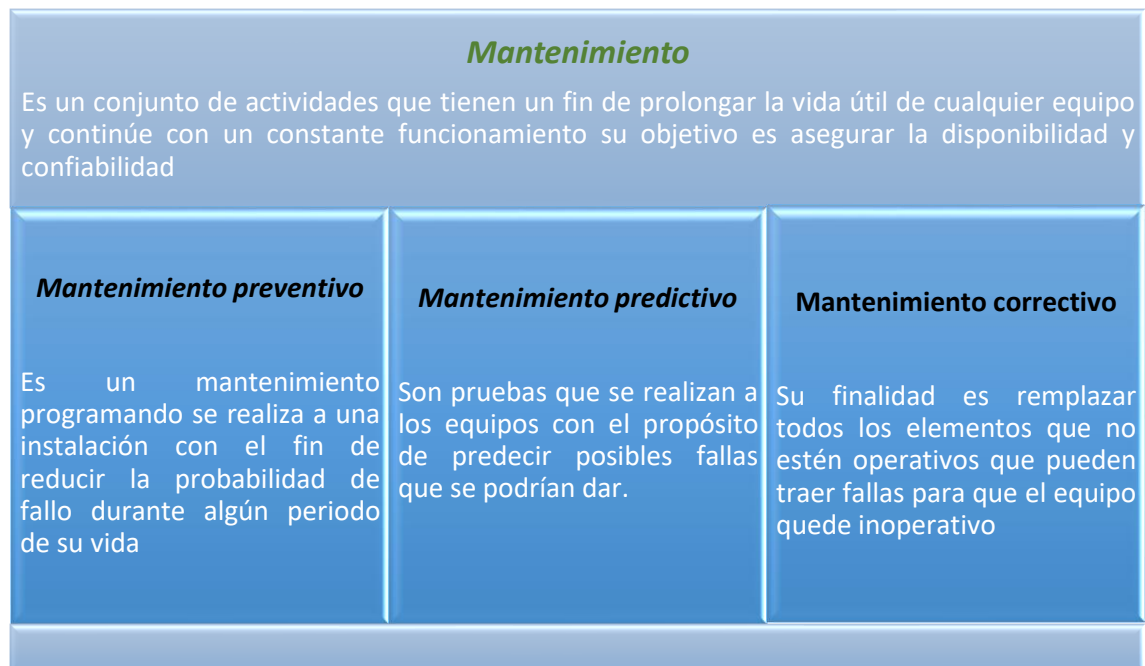 Mantenimiento
Es un conjunto de actividades que tienen un fin de prolongar la vida útil de cualquier equipo
y continúe con un constante funcionamiento su objetivo es asegurar la disponibilidad y
confiabilidad
Mantenimiento preventivo
Es un mantenimiento
programando se realiza a una
instalación con el fin de
reducir la probabilidad de
fallo durante algún periodo
de su vida
Mantenimiento predictivo
Son pruebas que se realizan a
los equipos con el propósito
de predecir posibles fallas
que se podrían dar.
Mantenimiento correctivo
Su finalidad es remplazar
todos los elementos que no
estén operativos que pueden
traer fallas para que el equipo
quede inoperativo